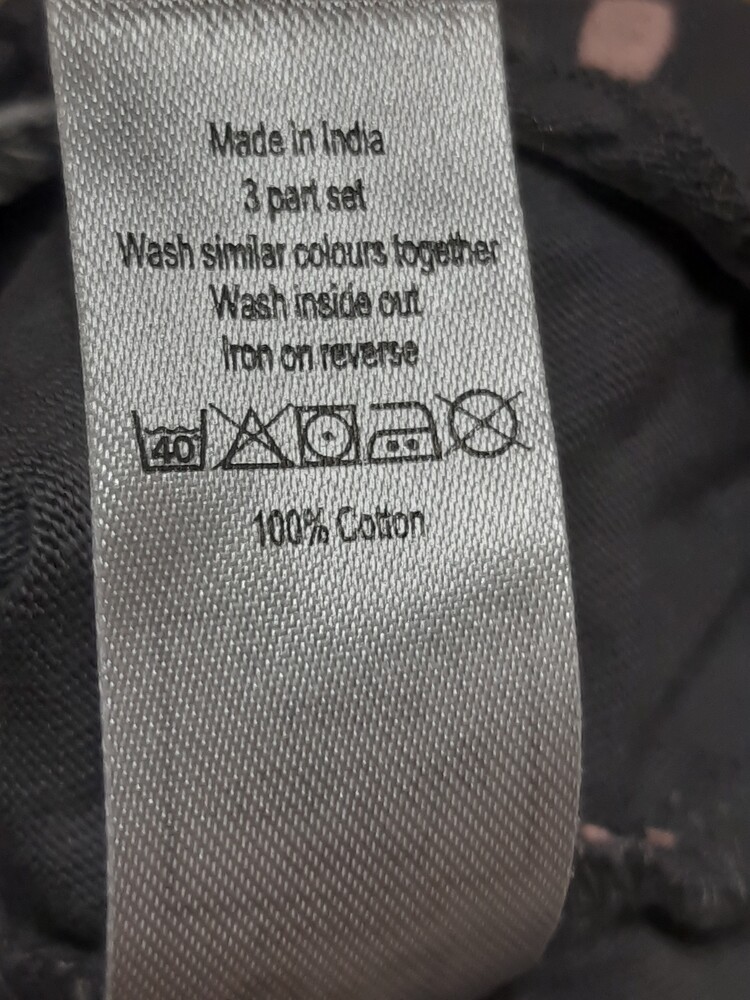 Made in India
3 part set
Wash similar colours together
Wash inside out
Iron on reverse
40
100% Cotton